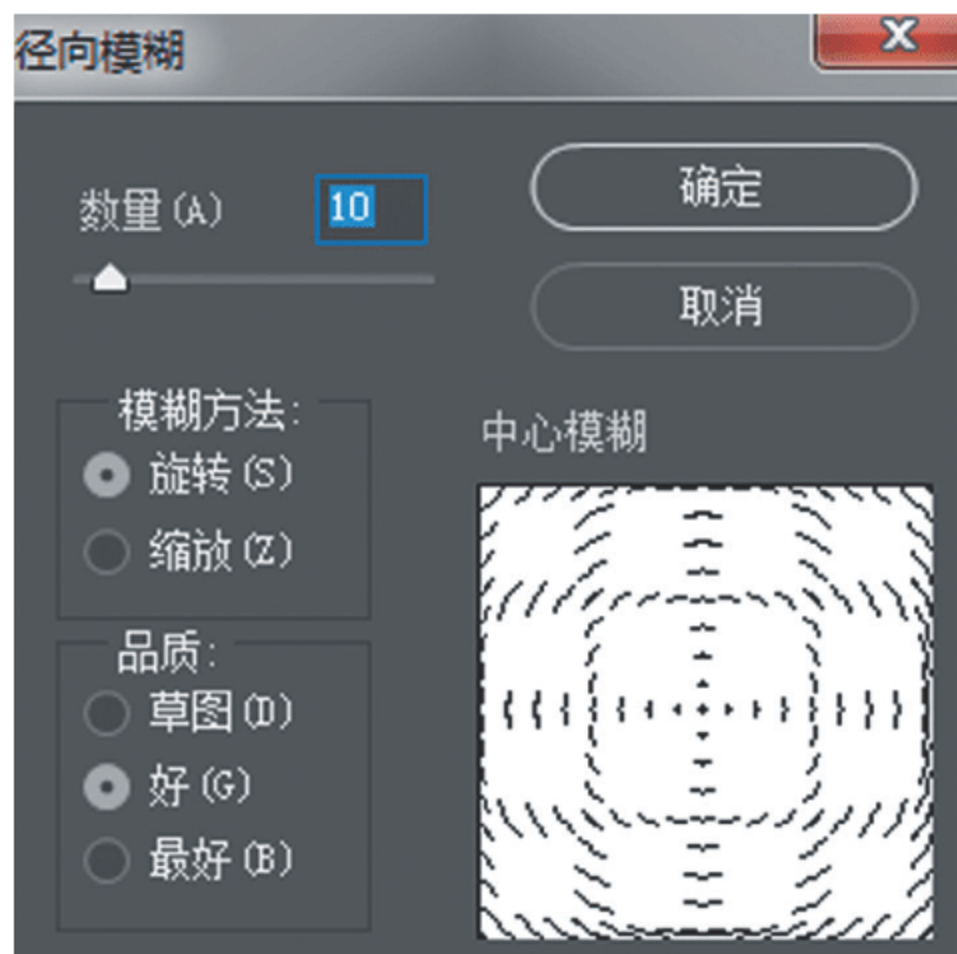 径向模糊
数量(A)
10
确定
取消
模糊方法:
旋转(S)
缩放(Z)
品质:
草图(D)
好(G)
最好(B)
中心模糊